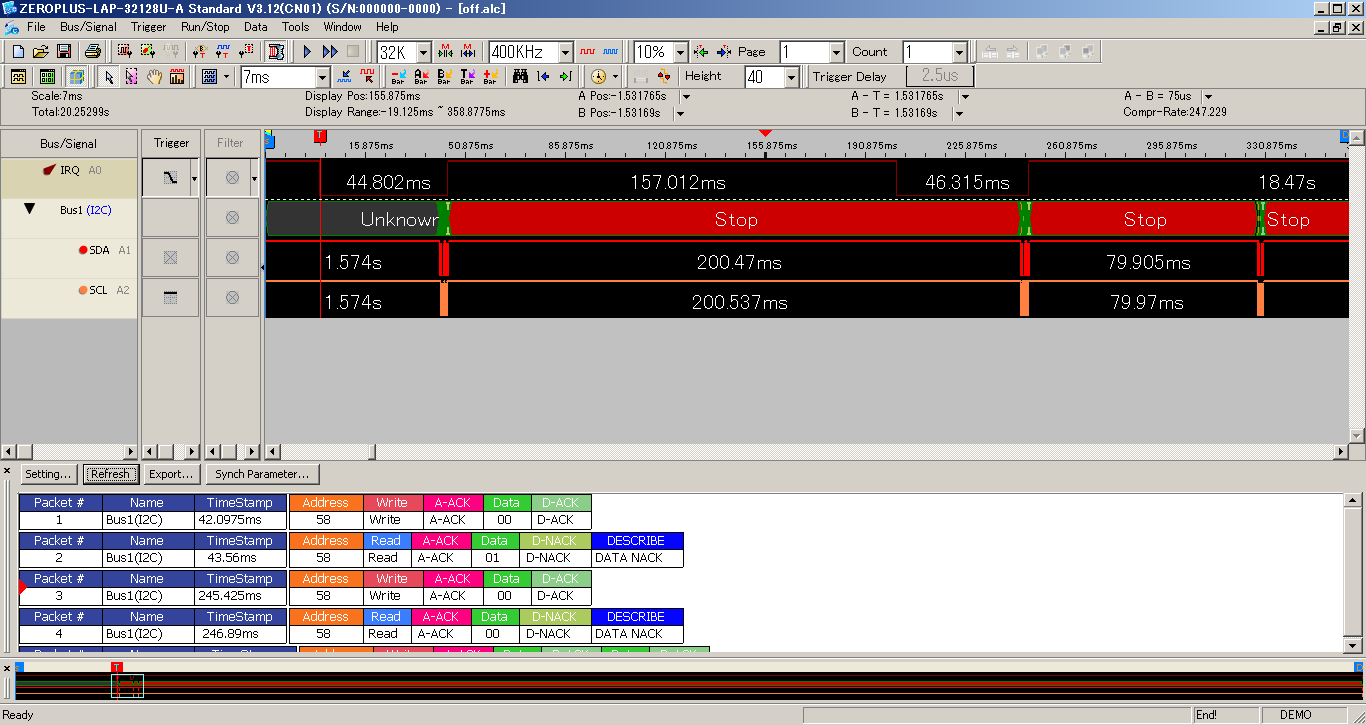 ZEROPLUS-LAP-32128U-A Standard V3.12(CN01) (S/N:000000-0000) - [off.alc]
File Bus/Signal Trigger Run/Stop Data Tools Window Help
32K 400KHz 10% Page 1 Count 1
7ms Bar Bar Bar Bar Bar Height 40 Trigger Delay 2.5us
Scale:7ms Display Pos:155.875ms A Pos:-1.531765s A - T = 1.531765s A - B = 75us
Total:20.25299s Display Range:-19.125ms ~ 358.8775ms B Pos:-1.53169s B - T = 1.53169s Compr-Rate:247.229
Bus/Signal Trigger Filter T 15.875ms 50.875ms 85.875ms 120.875ms 155.875ms 190.875ms 225.875ms 260.875ms 295.875ms 330.875ms
IRQ A0 44.802ms 157.012ms 46.315ms 18.47s
Bus1 (I2C) Unknowr Stop Stop Stop
SDA A1 1.574s 200.47ms 79.905ms
SCL A2 1.574s 200.537ms 79.97ms
Setting... Refresh Export... Synch Parameter...
Packet # Name TimeStamp Address Write A-ACK Data D-ACK
1 Bus1(I2C) 42.0975ms 58 Write A-ACK 00 D-ACK
Packet # Name TimeStamp Address Read A-ACK Data D-NACK DESCRIBE
2 Bus1(I2C) 43.56ms 58 Read A-ACK 01 D-NACK DATA NACK
Packet # Name TimeStamp Address Write A-ACK Data D-ACK
3 Bus1(I2C) 245.425ms 58 Write A-ACK 00 D-ACK
Packet # Name TimeStamp Address Read A-ACK Data D-NACK DESCRIBE
4 Bus1(I2C) 246.89ms 58 Read A-ACK 00 D-NACK DATA NACK
T
Ready End! DEMO